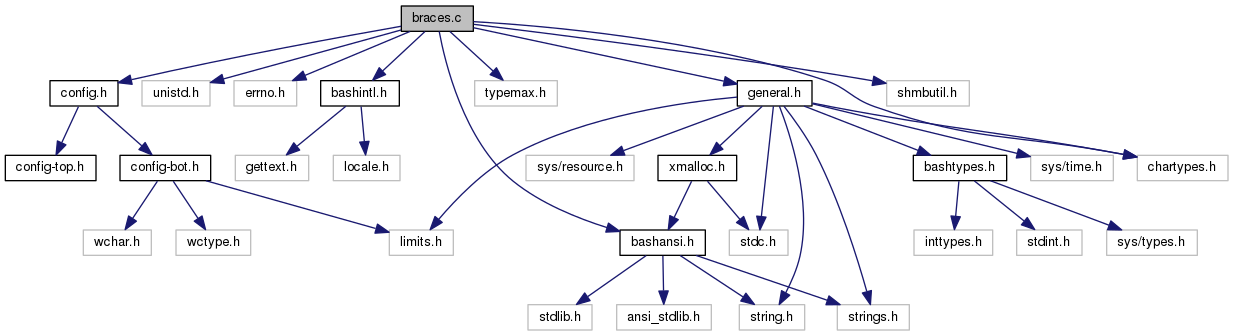 braces.c
config.h
unistd.h
errno.h
bashintl.h
typemax.h
general.h
shmbutil.h
config-top.h
config-bot.h
gettext.h
locale.h
sys/resource.h
xmalloc.h
bashtypes.h
sys/time.h
chartypes.h
wchar.h
wctype.h
limits.h
bashansi.h
stdc.h
inttypes.h
stdint.h
sys/types.h
stdlib.h
ansi_stdlib.h
string.h
strings.h